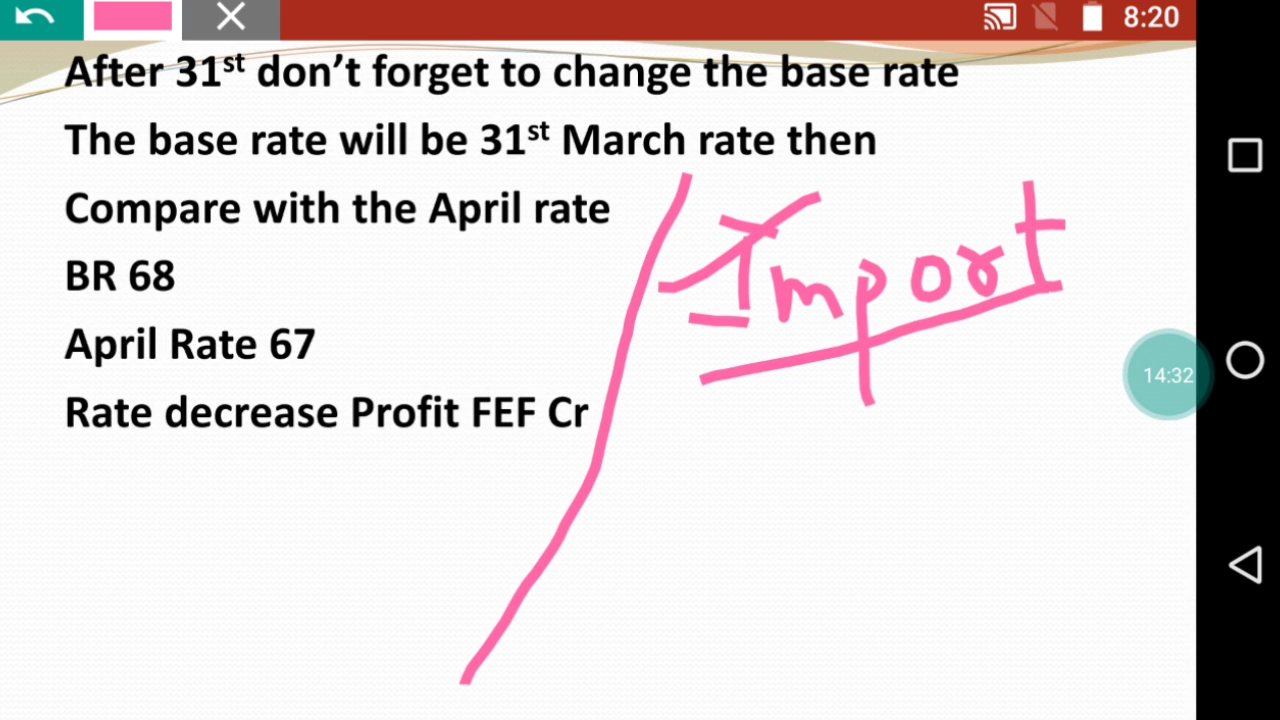 8:20
After 31st don't forget to change the base rate
The base rate will be 31st March rate then
Compare with the April rate
BR 68
April Rate 67
Rate decrease Profit FEF Cr
Import
14:32